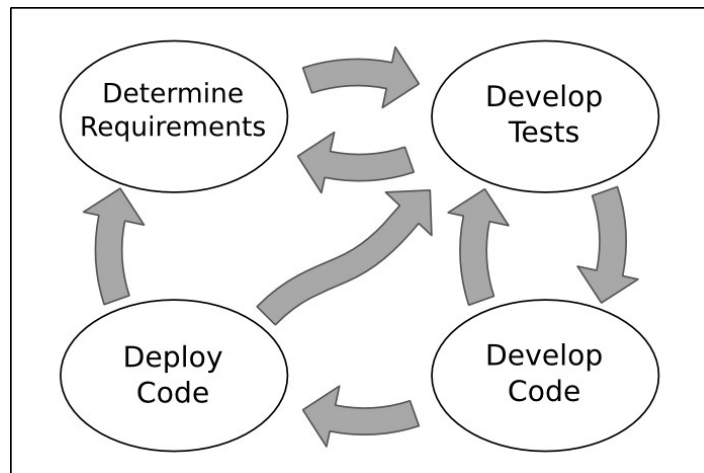 Determine
Requirements
Develop
Tests
Deploy
Code
Develop
Code